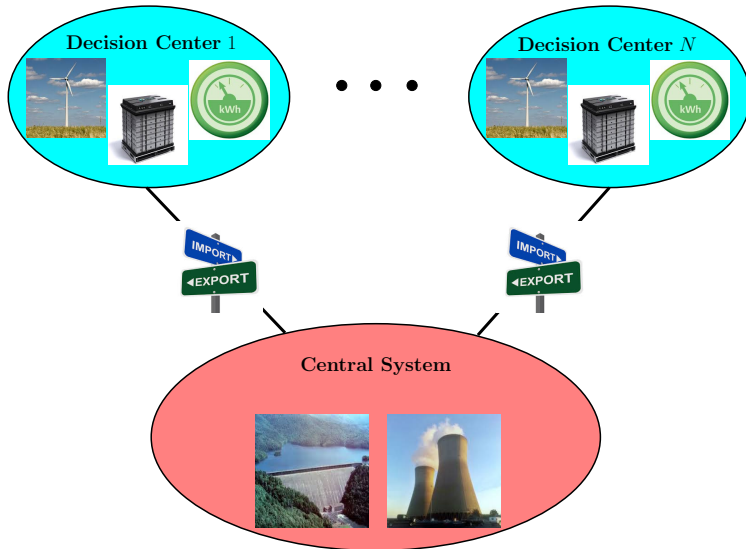 Decision Center 1
kWh
Decision Center N
kWh
IMPORT
EXPORT
IMPORT
EXPORT
Central System